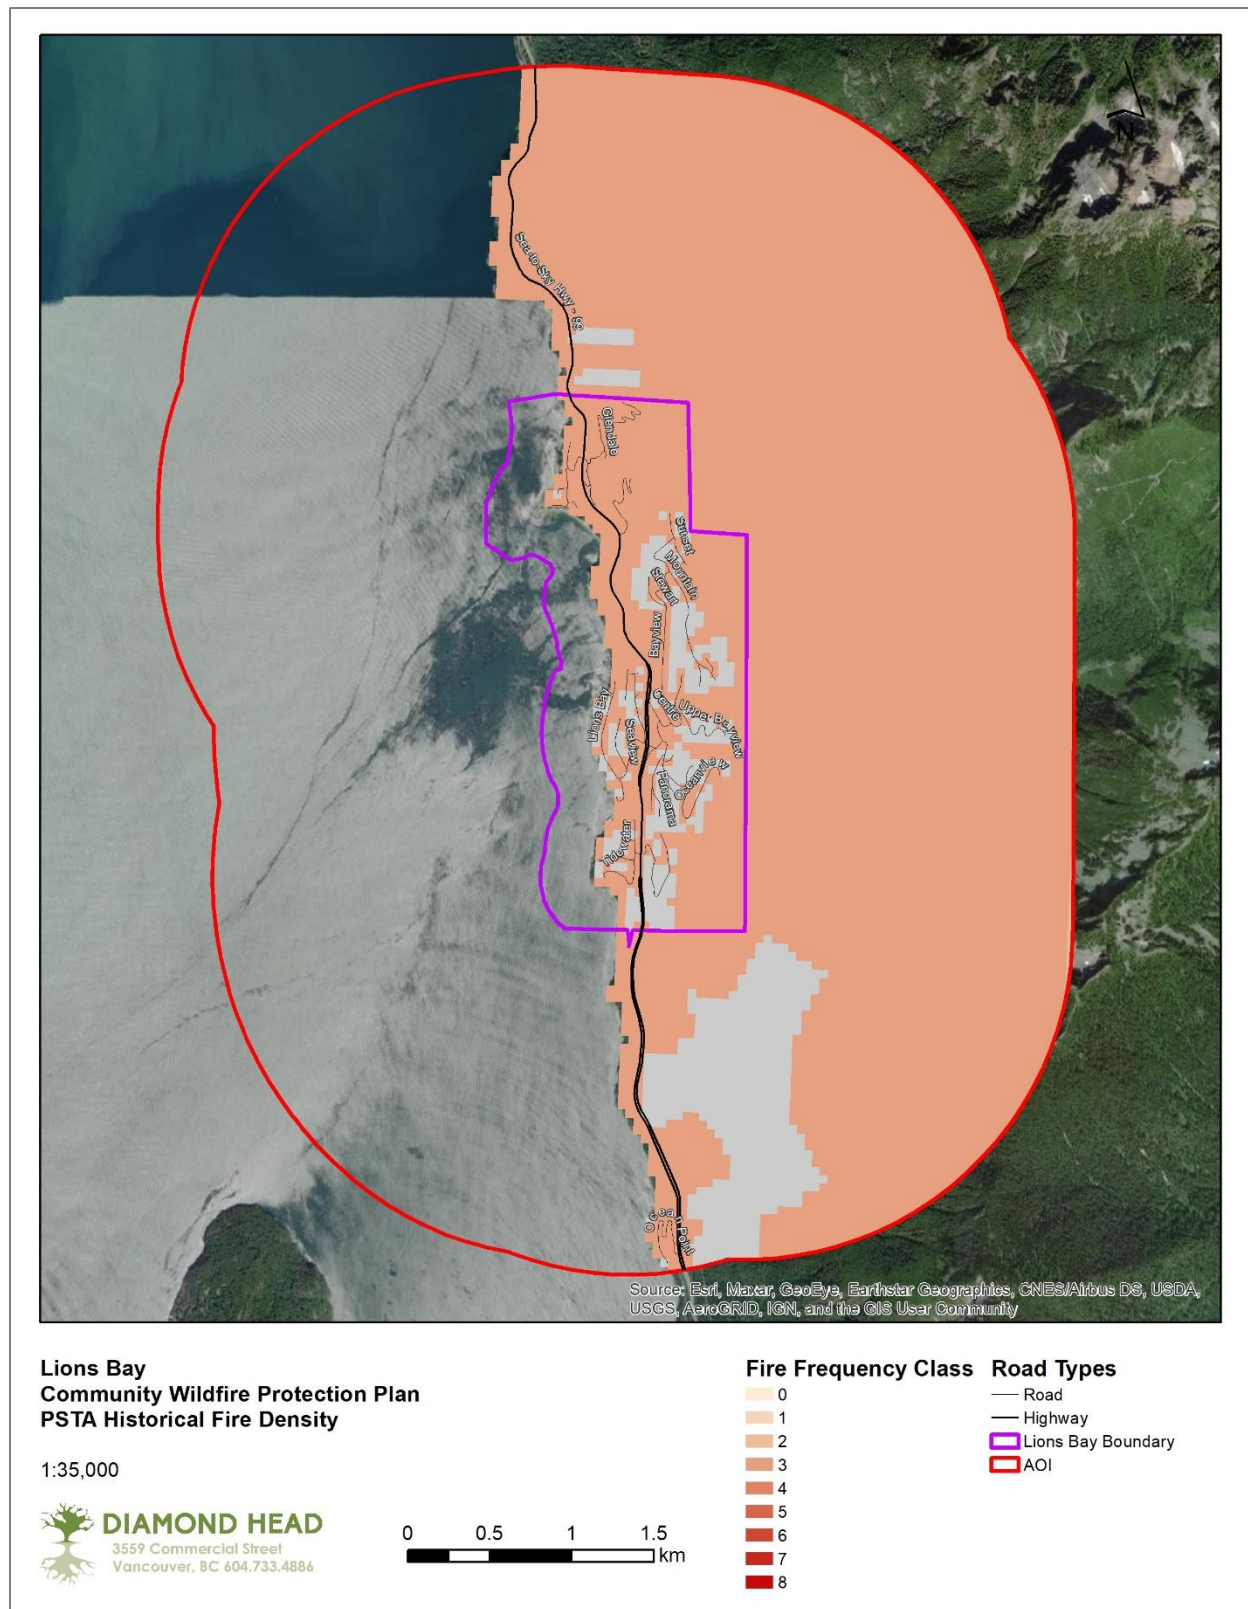 N
Sea-to-Sky Hwy - 99
Glendale
Sunset
Mountain
Stewart
Bayview
Lions Bay
Seaview
Centre
Upper Bayview
Oceanview
Panorama
Tidewater
Ocean Point
Source: Esri, Maxar, GeoEye, Earthstar Geographics, CNES/Airbus DS, USDA,
USGS, AeroGRID, IGN, and the GIS User Community
Lions Bay
Community Wildfire Protection Plan
PSTA Historical Fire Density
1:35,000
DIAMOND HEAD
3559 Commercial Street
Vancouver, BC 604.733.4886
0 0.5 1 1.5
km
Fire Frequency Class
0
1
2
3
4
5
6
7
8
Road Types
Road
Highway
Lions Bay Boundary
AOI